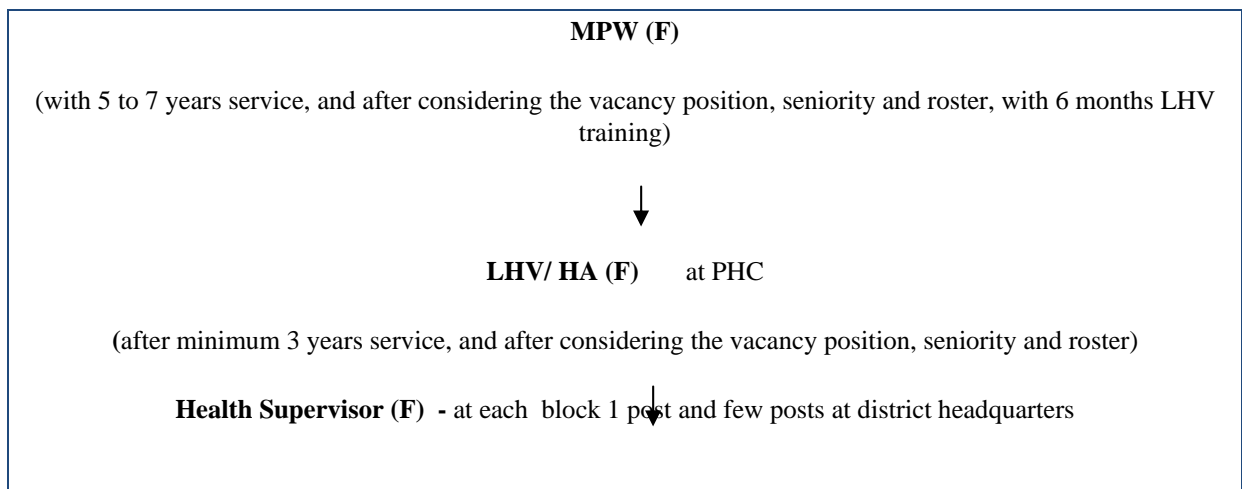 MPW (F)
(with 5 to 7 years service, and after considering the vacancy position, seniority and roster, with 6 months LHV
training)
LHV/ HA (F) at PHC
(after minimum 3 years service, and after considering the vacancy position, seniority and roster)
Health Supervisor (F) - at each block 1 post and few posts at district headquarters